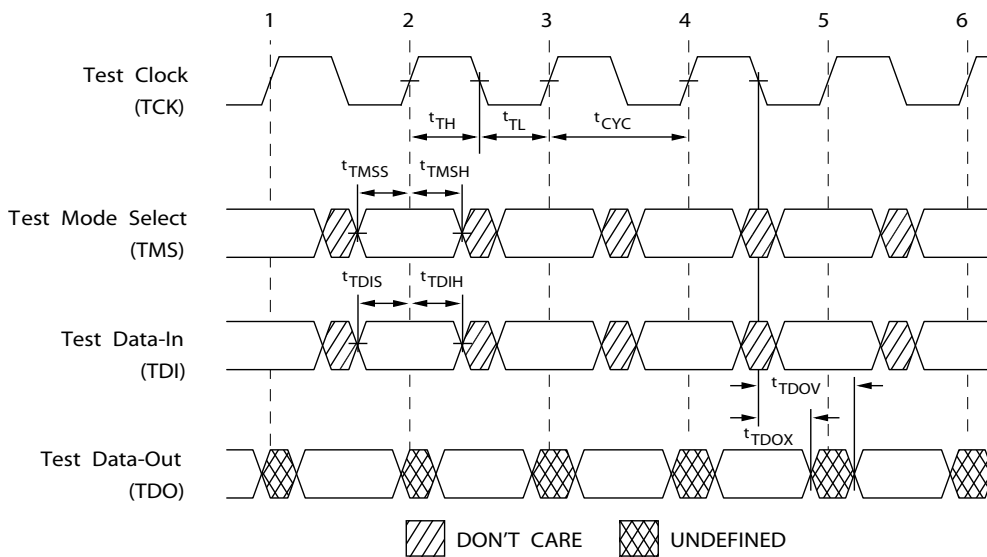 1 2 3 4 5 6
Test Clock
(TCK)
tTH tTL tCYC
tTMSS tTMSH
Test Mode Select
(TMS)
tTDIS tTDIH
Test Data-In
(TDI)
tTDOV
tTDOX
Test Data-Out
(TDO)
DON'T CARE UNDEFINED